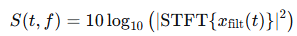 S(t, f) = 10 log₁₀ (|STFT{x_filt(t)}|²)